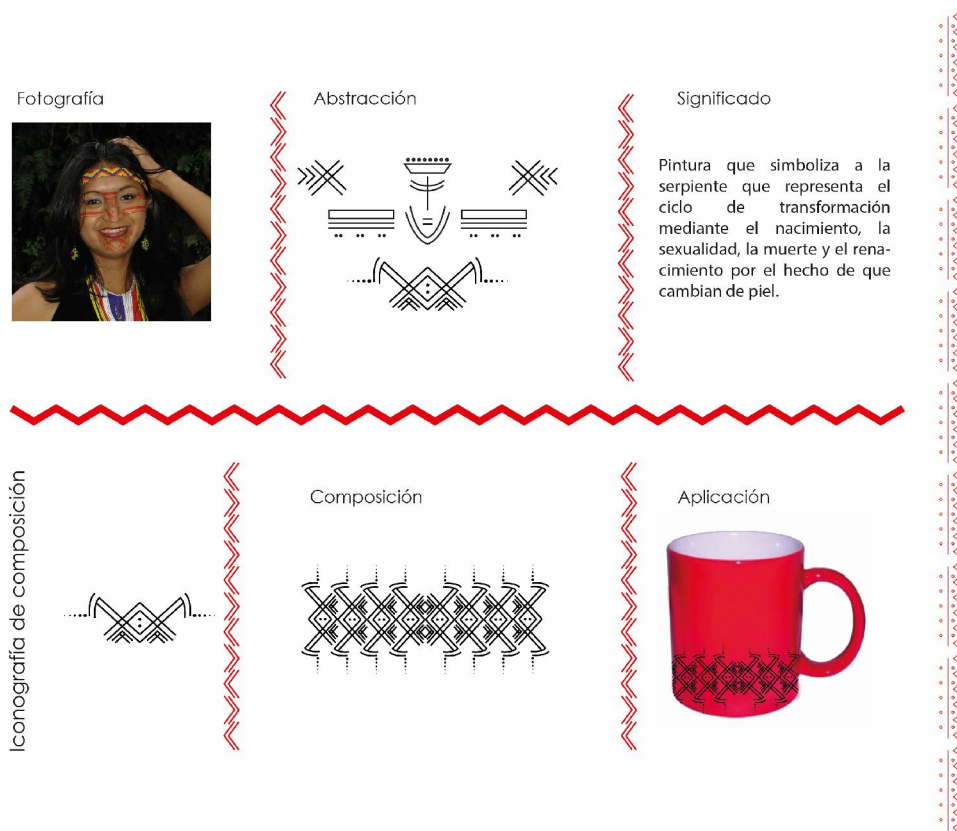 Fotografía
Abstracción
Significado
Pintura que simboliza a la
serpiente que representa el
ciclo de transformación
mediante el nacimiento, la
sexualidad, la muerte y el rena-
cimiento por el hecho de que
cambian de piel.
Iconografía de composición
Composición
Aplicación